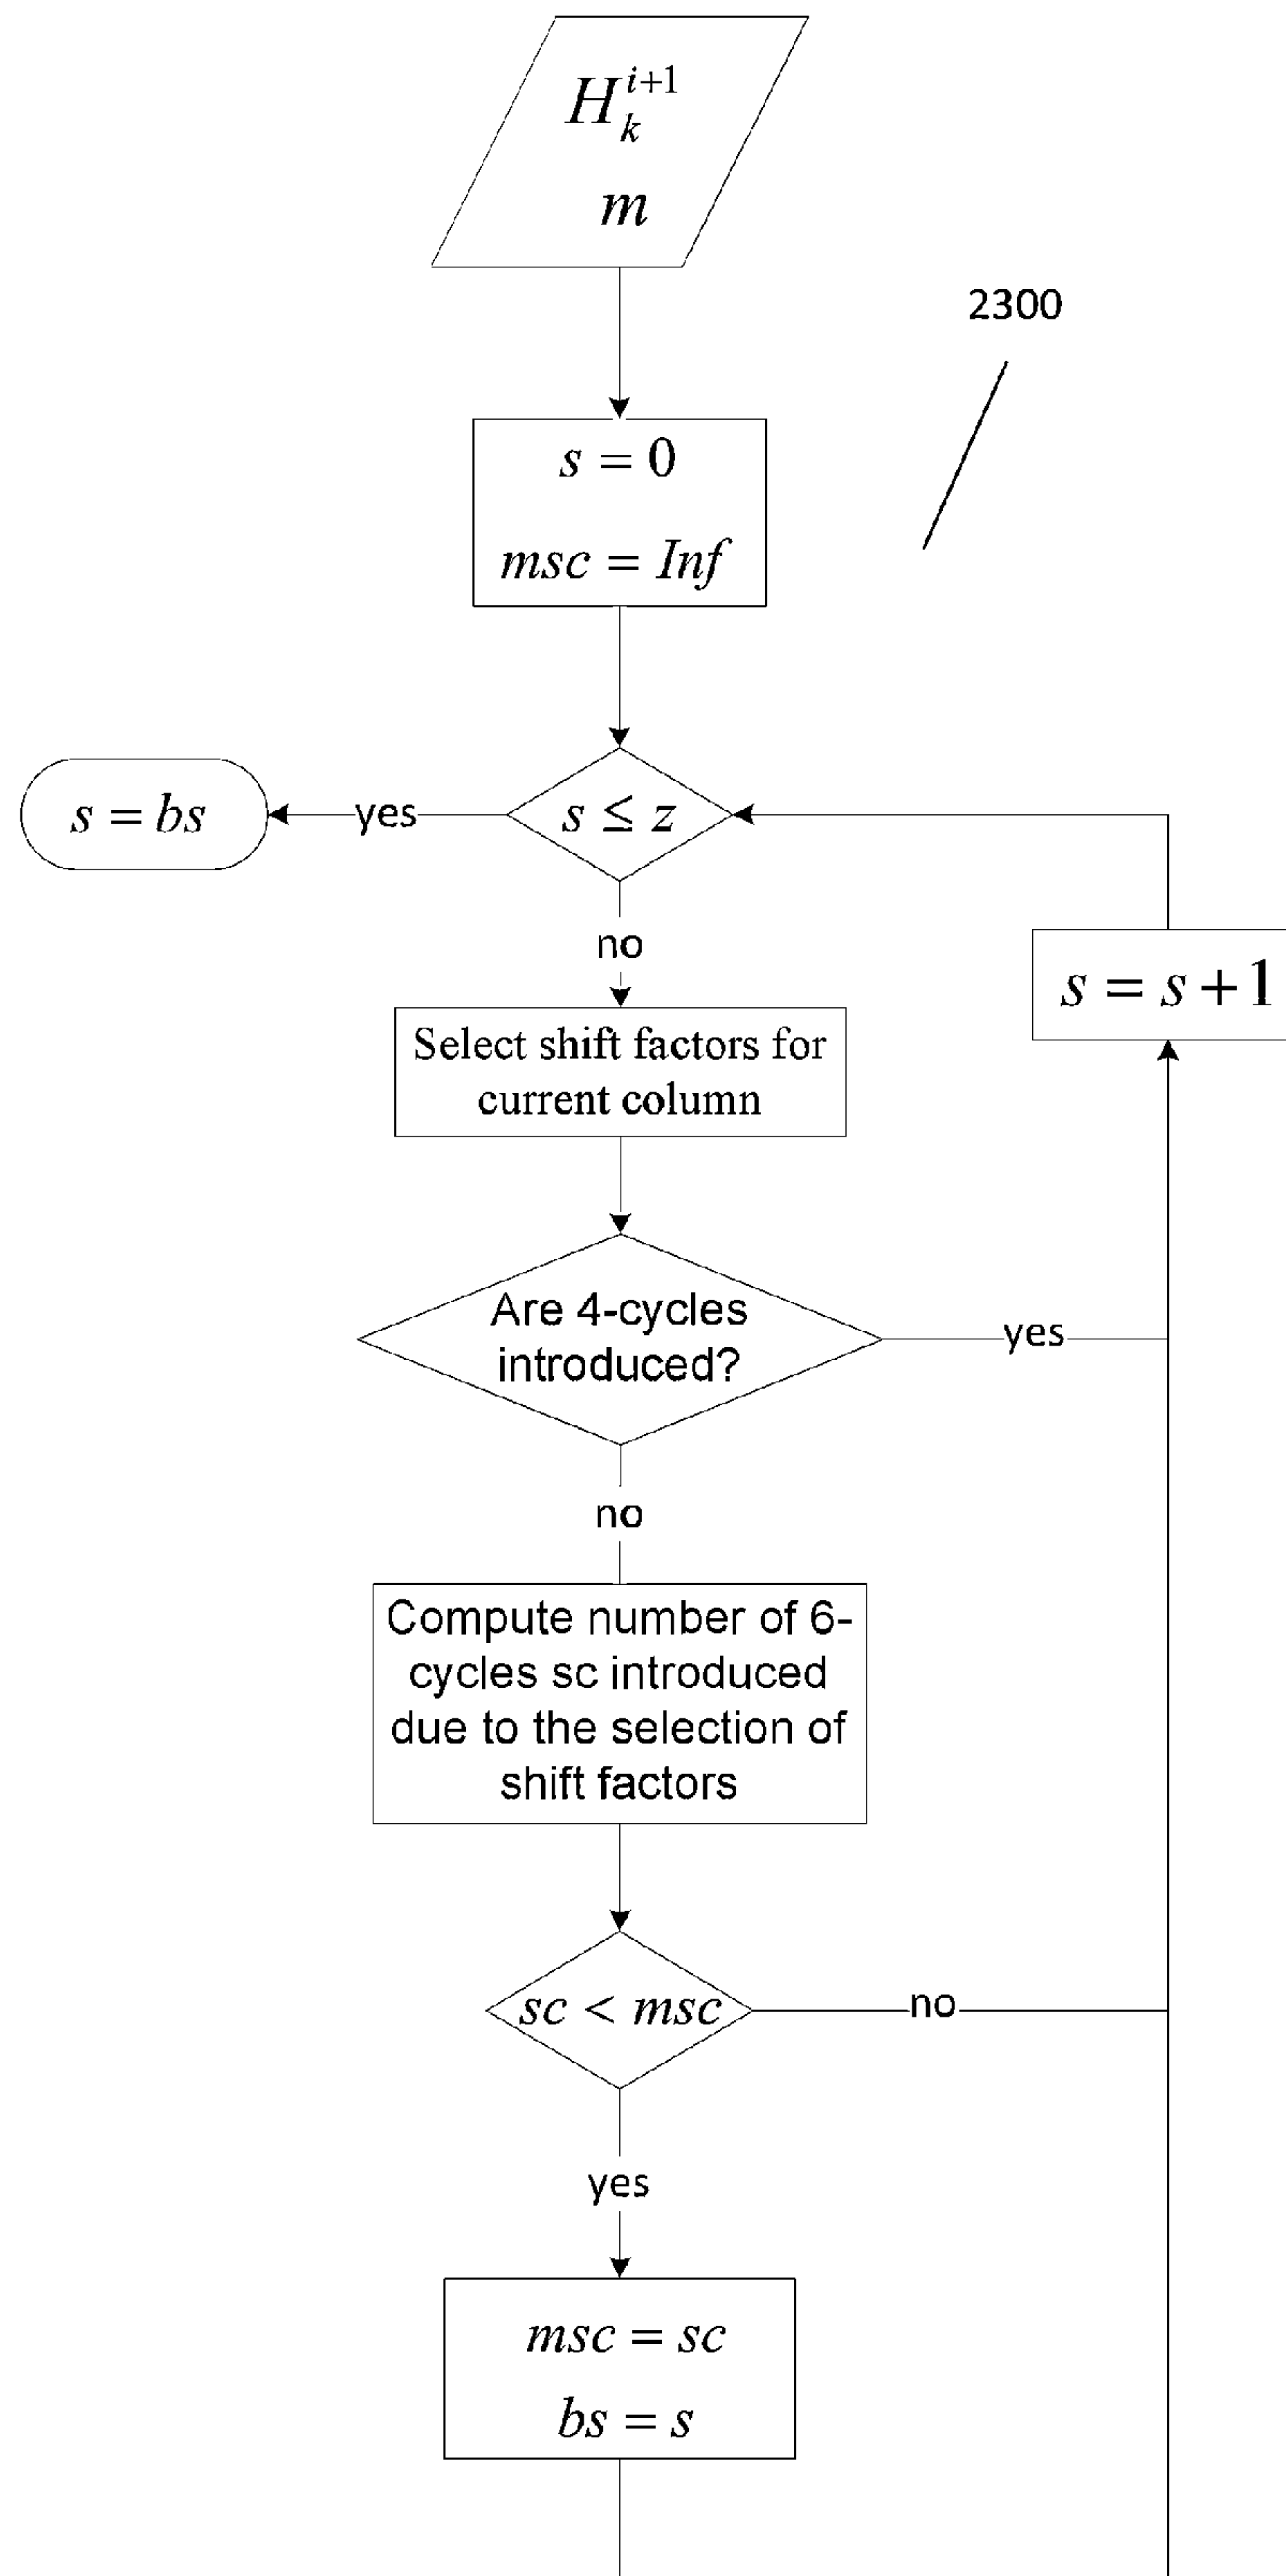 H_k^{i+1}
m
2300
s = 0
msc = Inf
s = bs
yes
s ≤ z
no
s = s + 1
Select shift factors for
current column
Are 4-cycles
introduced?
yes
no
Compute number of 6-
cycles sc introduced
due to the selection of
shift factors
sc < msc
no
yes
msc = sc
bs = s